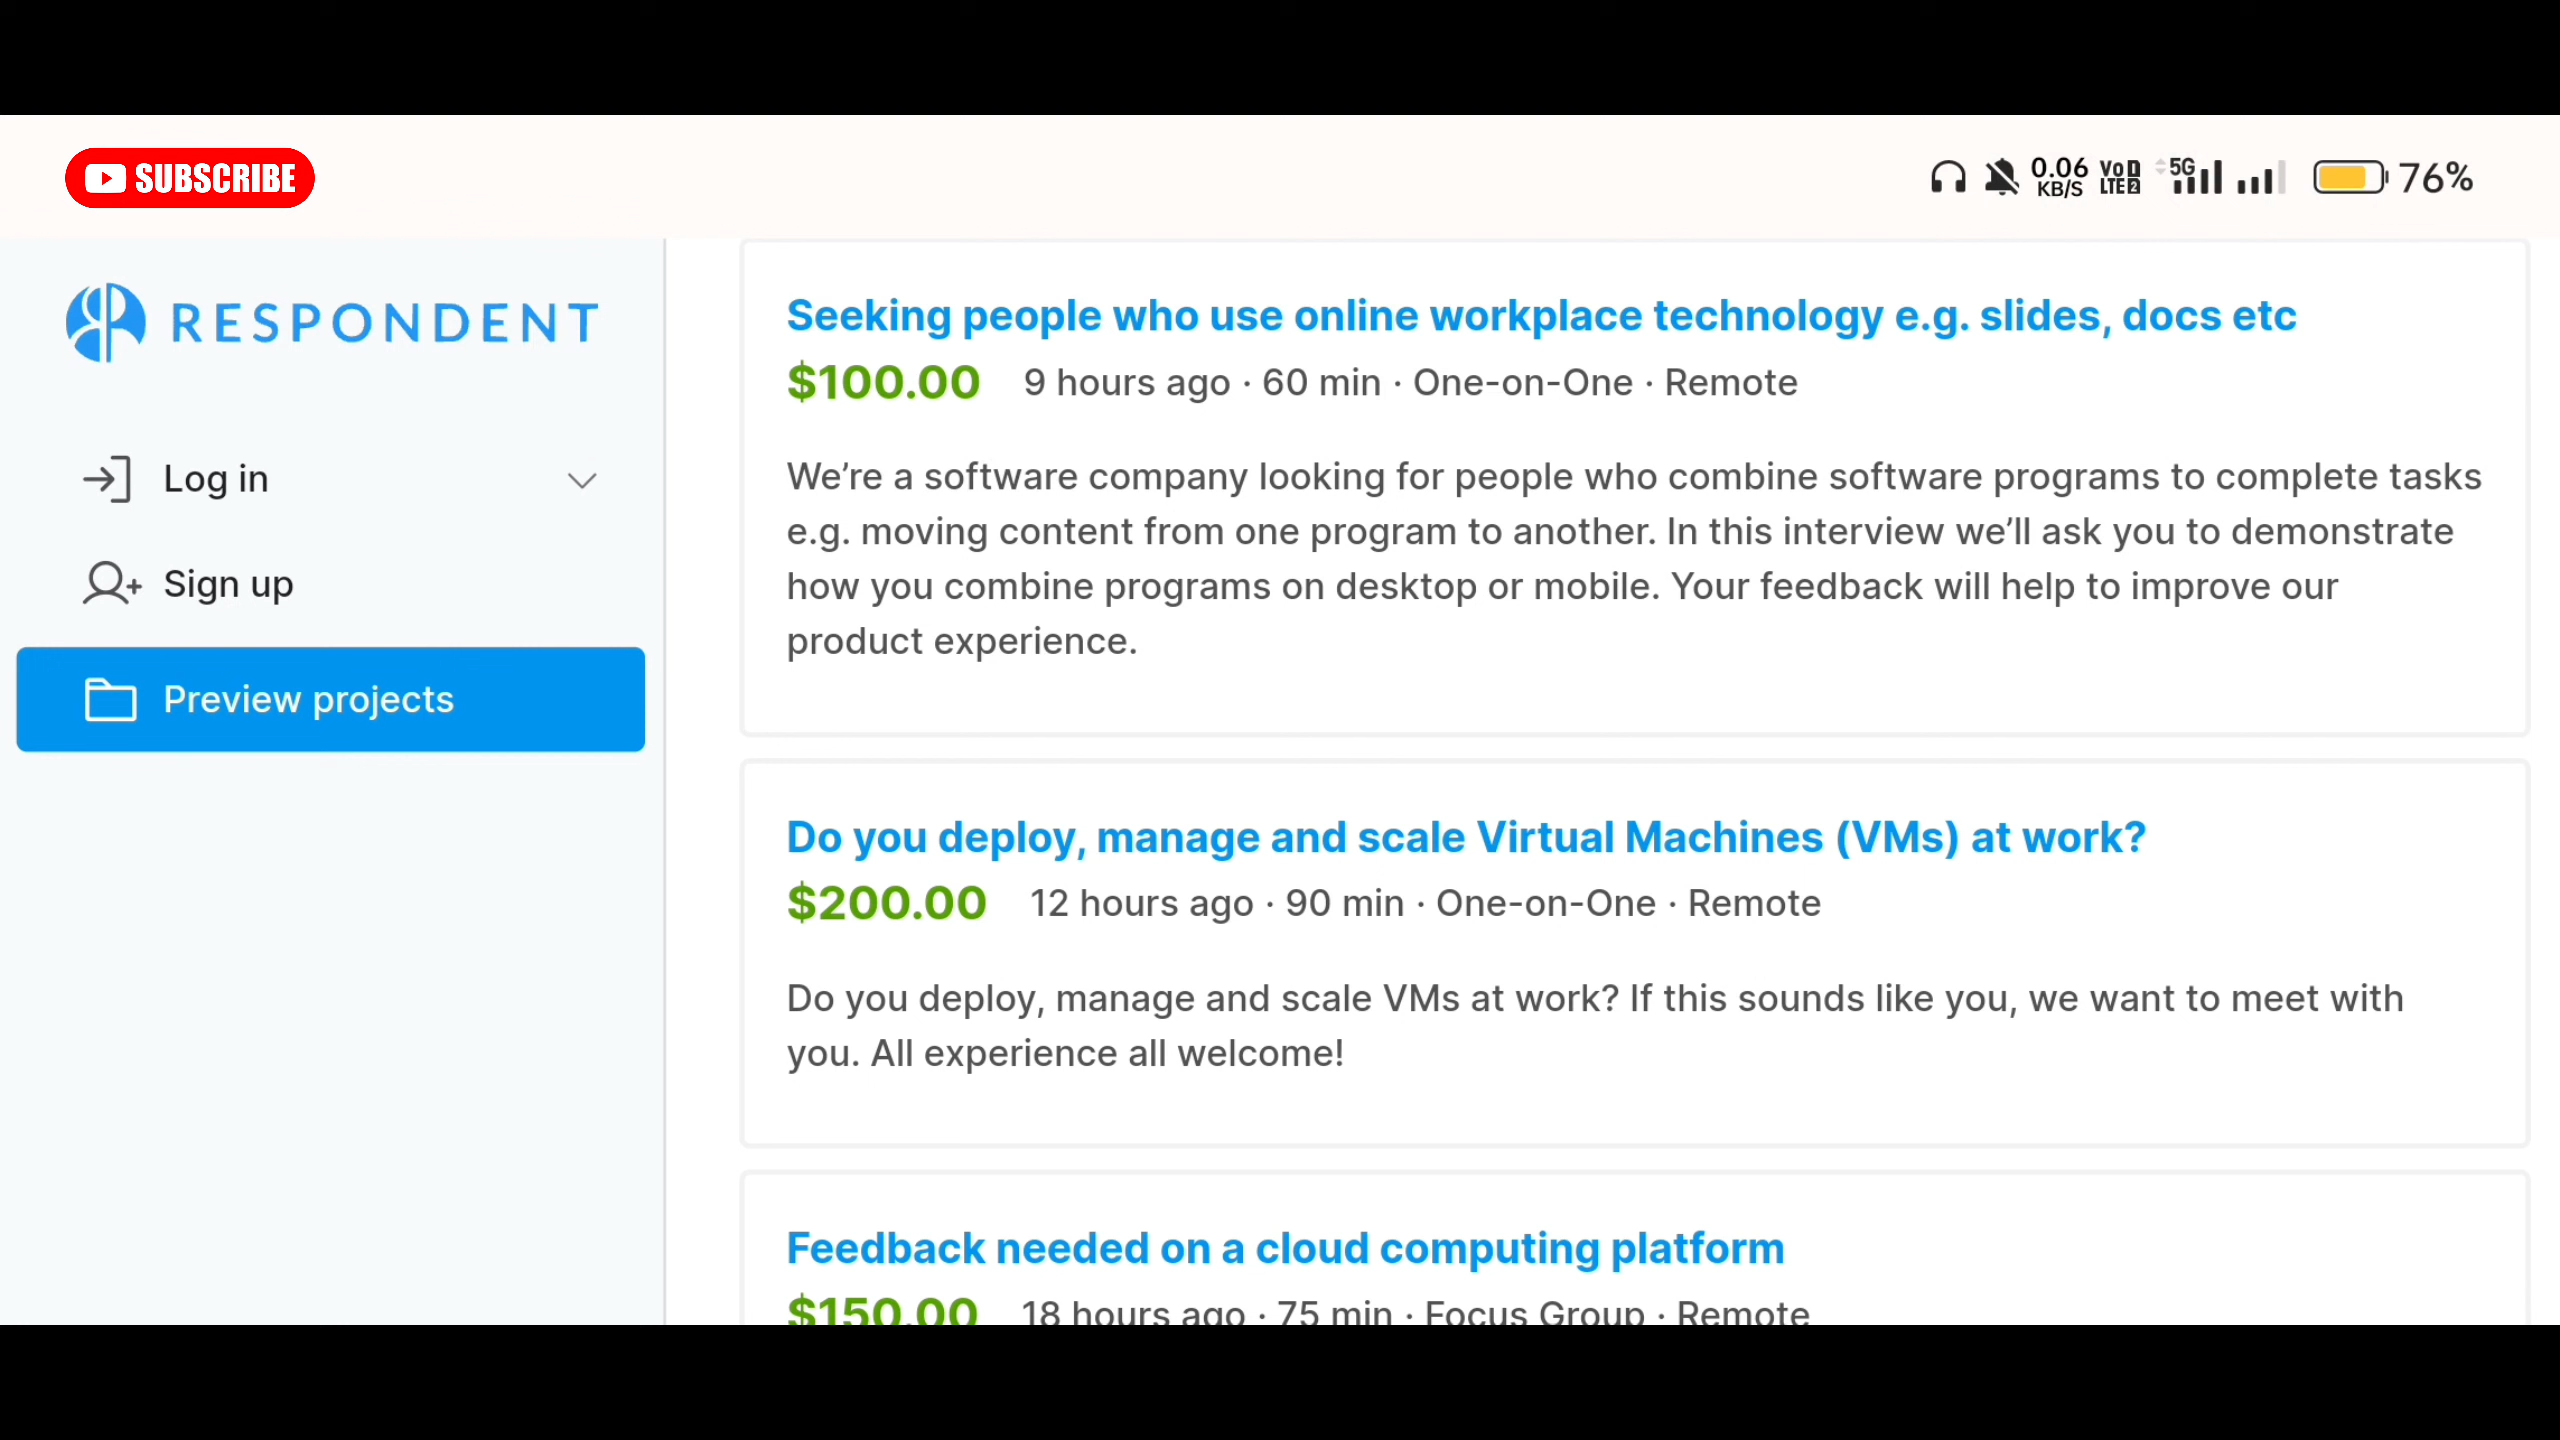 SUBSCRIBE
0.06 KB/S VoD LTE 2 5G 76%
RESPONDENT
Log in
Sign up
Preview projects
Seeking people who use online workplace technology e.g. slides, docs etc
$100.00 9 hours ago · 60 min · One-on-One · Remote
We’re a software company looking for people who combine software programs to complete tasks
e.g. moving content from one program to another. In this interview we’ll ask you to demonstrate
how you combine programs on desktop or mobile. Your feedback will help to improve our
product experience.
Do you deploy, manage and scale Virtual Machines (VMs) at work?
$200.00 12 hours ago · 90 min · One-on-One · Remote
Do you deploy, manage and scale VMs at work? If this sounds like you, we want to meet with
you. All experience all welcome!
Feedback needed on a cloud computing platform
$150.00 18 hours ago · 75 min · Focus Group · Remote